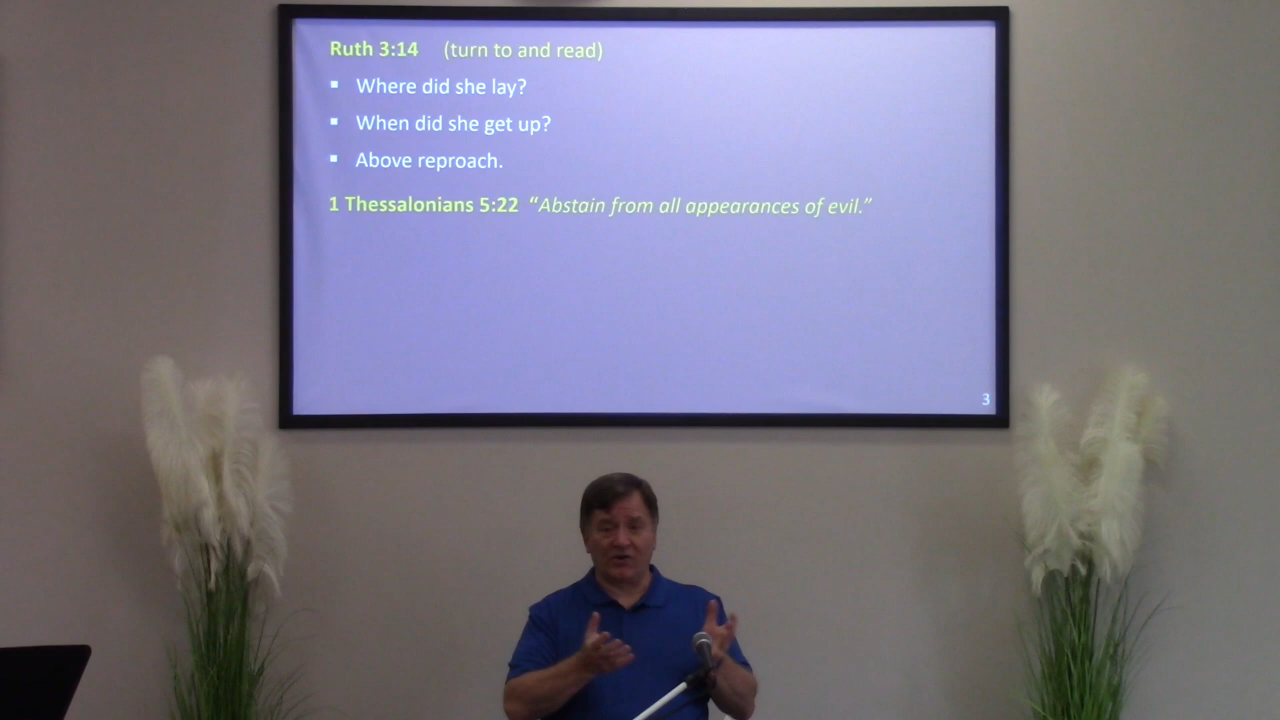 Ruth 3:14 (turn to and read)
▪ Where did she lay?
▪ When did she get up?
▪ Above reproach.
1 Thessalonians 5:22 “Abstain from all appearances of evil.”
3